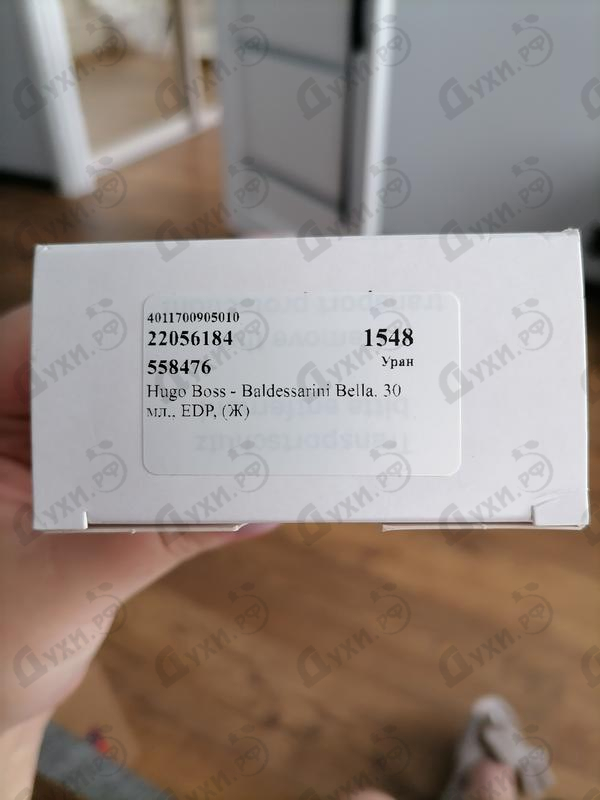 4011700905010
22056184 1548
558476 Уран
Hugo Boss - Baldessarini Bella. 30
мл., EDP, (Ж)
Духи.рф